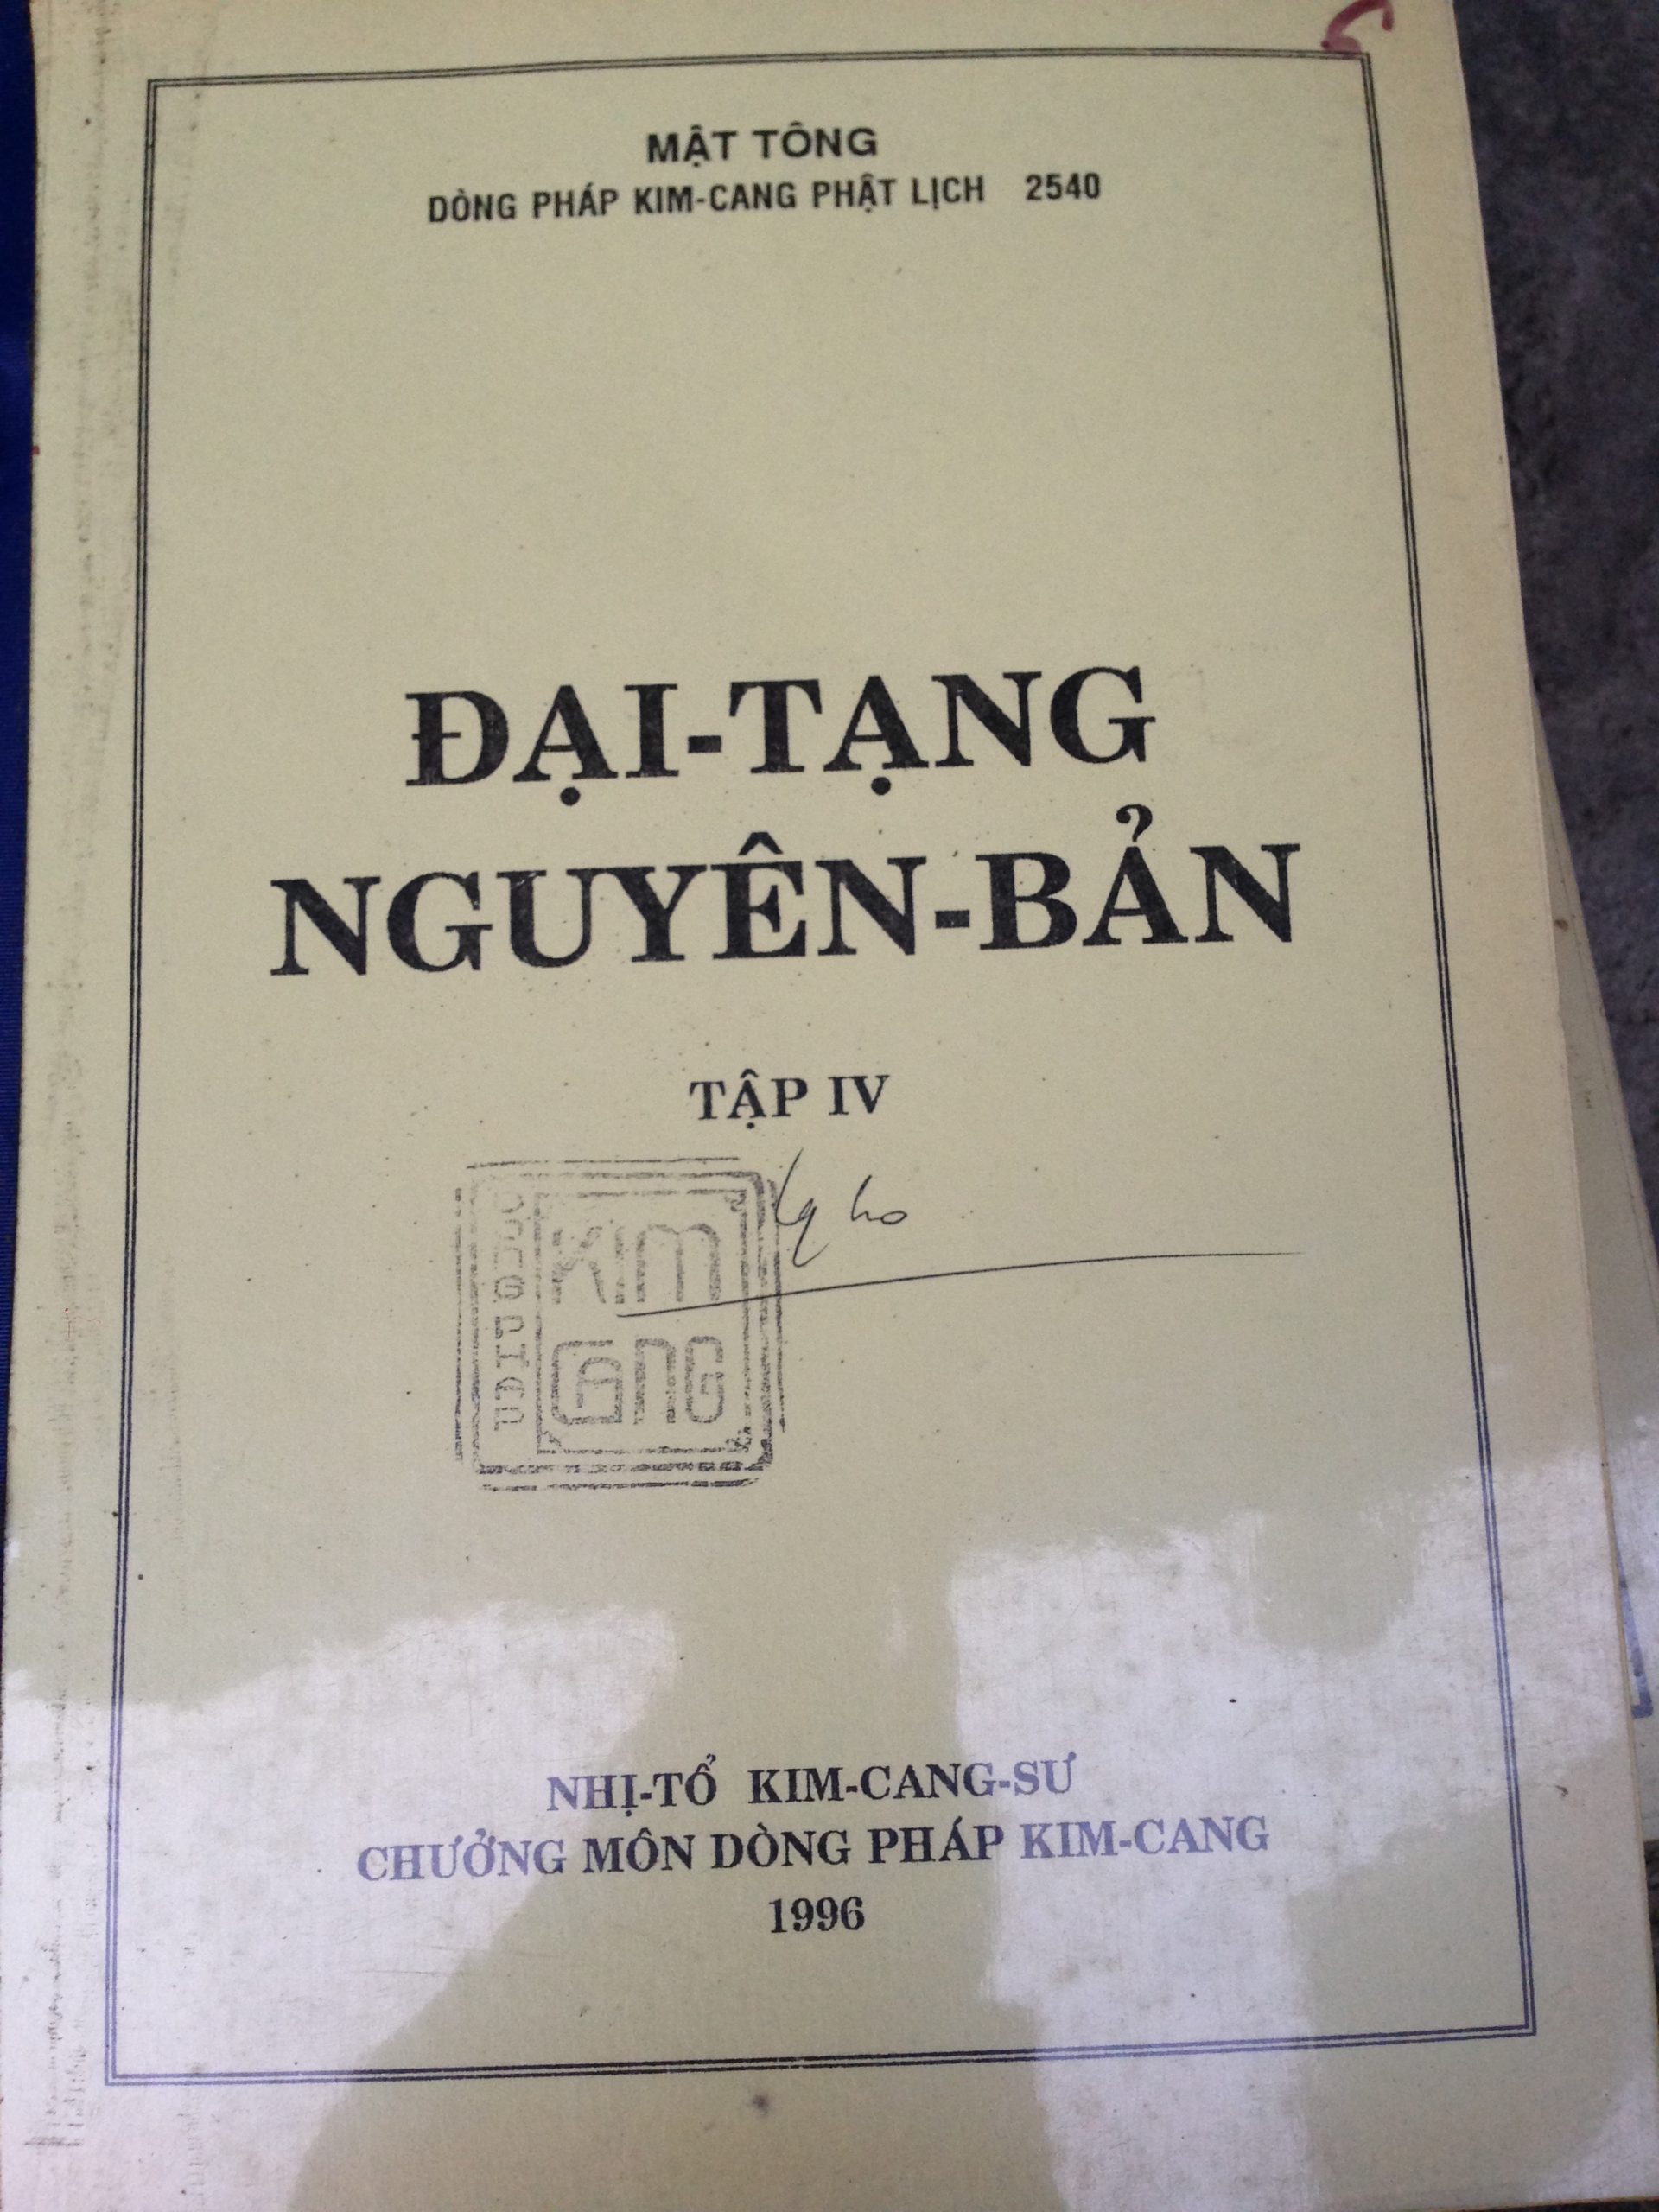 MẬT TÔNG
DÒNG PHÁP KIM-CANG PHẬT LỊCH 2540
ĐẠI-TẠNG
NGUYÊN-BẢN
TẬP IV
KIM
CANG
NHỊ-TỔ KIM-CANG-SƯ
CHƯỞNG MÔN DÒNG PHÁP KIM-CANG
1996